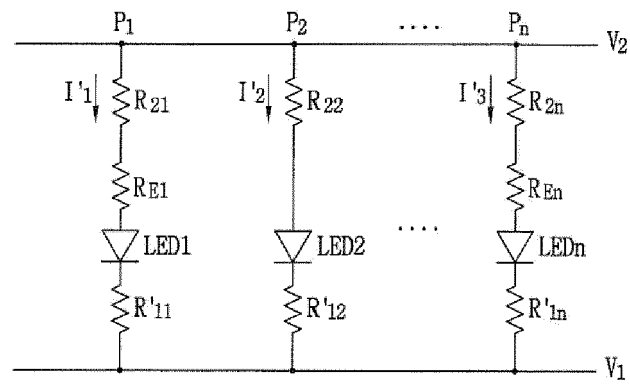 P1 P2 .... Pn
V2
I'1 R21 I'2 R22 I'3 R2n
RE1 REn
LED1 LED2 .... LEDn
R'11 R'12 R'1n
V1